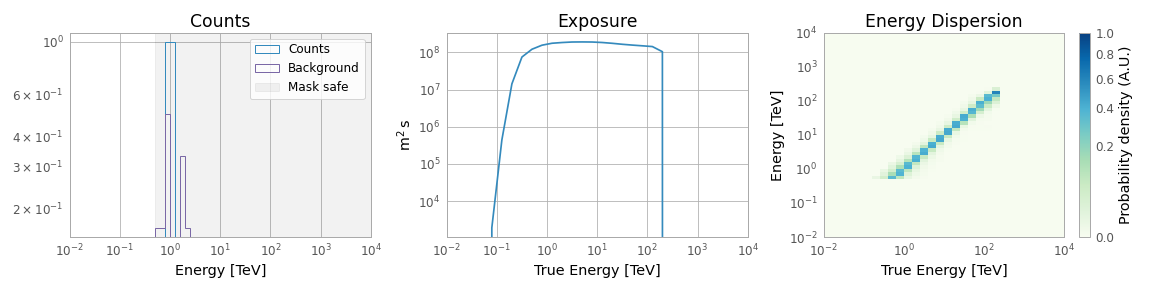 Counts
10^0
6 × 10^-1
4 × 10^-1
3 × 10^-1
2 × 10^-1
Counts
Background
Mask safe
10^-2 10^-1 10^0 10^1 10^2 10^3 10^4
Energy [TeV]
Exposure
m^2 s
10^8
10^7
10^6
10^5
10^4
10^-2 10^-1 10^0 10^1 10^2 10^3 10^4
True Energy [TeV]
Energy Dispersion
Energy [TeV]
10^4
10^3
10^2
10^1
10^0
10^-1
10^-2
10^-2 10^0 10^2 10^4
True Energy [TeV]
1.0
0.8
0.6
0.4
0.2
0.0
Probability density (A.U.)